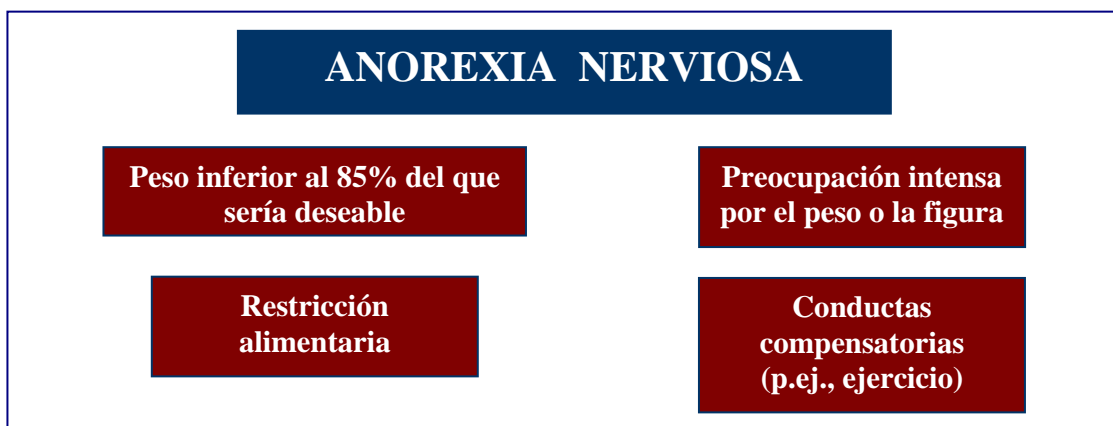 ANOREXIA NERVIOSA
Peso inferior al 85% del que
sería deseable
Preocupación intensa
por el peso o la figura
Restricción
alimentaria
Conductas
compensatorias
(p.ej., ejercicio)